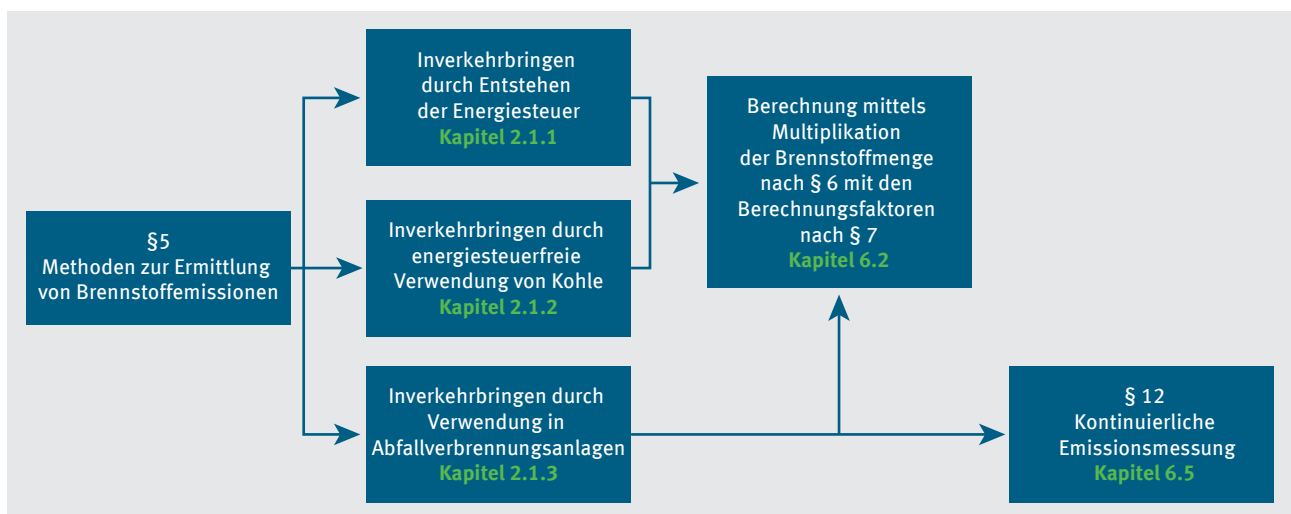 §5
Methoden zur Ermittlung
von Brennstoffemissionen
Inverkehrbringen
durch Entstehen
der Energiesteuer
Kapitel 2.1.1
Inverkehrbringen durch
energiesteuerfreie
Verwendung von Kohle
Kapitel 2.1.2
Inverkehrbringen durch
Verwendung in
Abfallverbrennungsanlagen
Kapitel 2.1.3
Berechnung mittels
Multiplikation
der Brennstoffmenge
nach § 6 mit den
Berechnungsfaktoren
nach § 7
Kapitel 6.2
§ 12
Kontinuierliche
Emissionsmessung
Kapitel 6.5